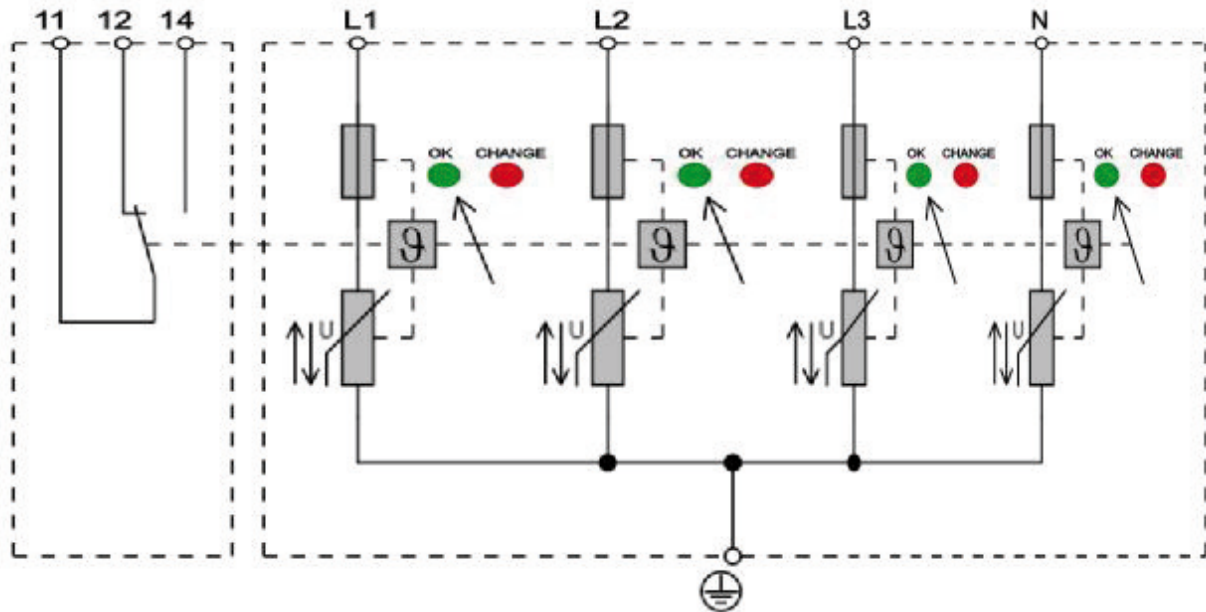 11 12 14 L1 L2 L3 N
OK CHANGE OK CHANGE OK CHANGE OK CHANGE
ϑ ϑ ϑ ϑ
U U U U